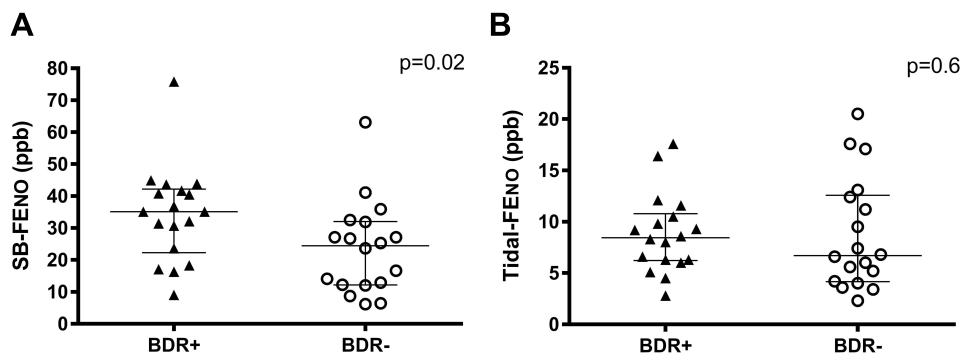 A
p=0.02
SB-FENO (ppb)
80
70
60
50
40
30
20
10
0
BDR+
BDR-
B
p=0.6
Tidal-FENO (ppb)
25
20
15
10
5
0
BDR+
BDR-